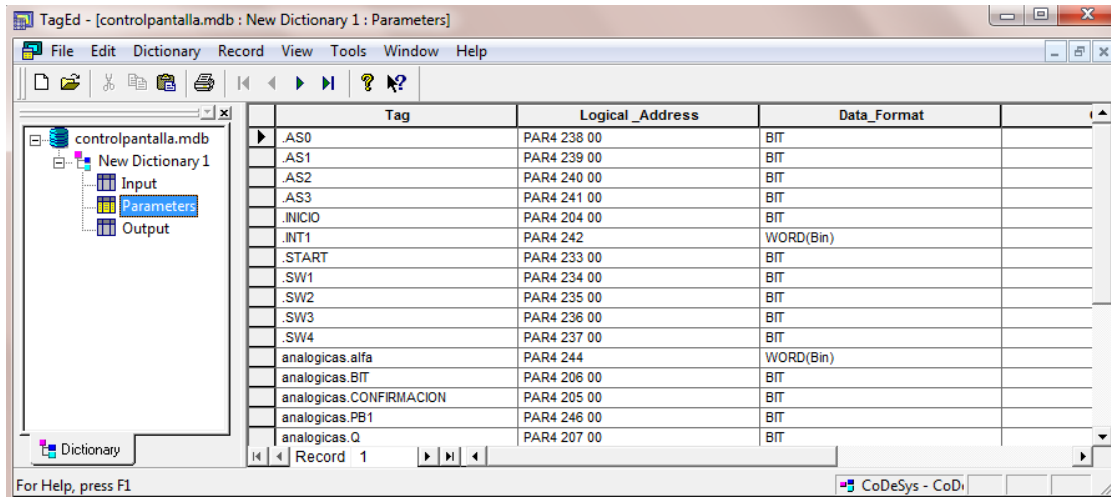 TagEd - [controlpantalla.mdb : New Dictionary 1 : Parameters]
File Edit Dictionary Record View Tools Window Help
controlpantalla.mdb
New Dictionary 1
Input
Parameters
Output
Dictionary
Tag Logical _Address Data_Format
.AS0 PAR4 238 00 BIT
.AS1 PAR4 239 00 BIT
.AS2 PAR4 240 00 BIT
.AS3 PAR4 241 00 BIT
.INICIO PAR4 204 00 BIT
.INT1 PAR4 242 WORD(Bin)
.START PAR4 233 00 BIT
.SW1 PAR4 234 00 BIT
.SW2 PAR4 235 00 BIT
.SW3 PAR4 236 00 BIT
.SW4 PAR4 237 00 BIT
analogicas.alfa PAR4 244 WORD(Bin)
analogicas.BIT PAR4 206 00 BIT
analogicas.CONFIRMACION PAR4 205 00 BIT
analogicas.PB1 PAR4 246 00 BIT
analogicas.Q PAR4 207 00 BIT
Record 1
For Help, press F1
CoDeSys - CoD